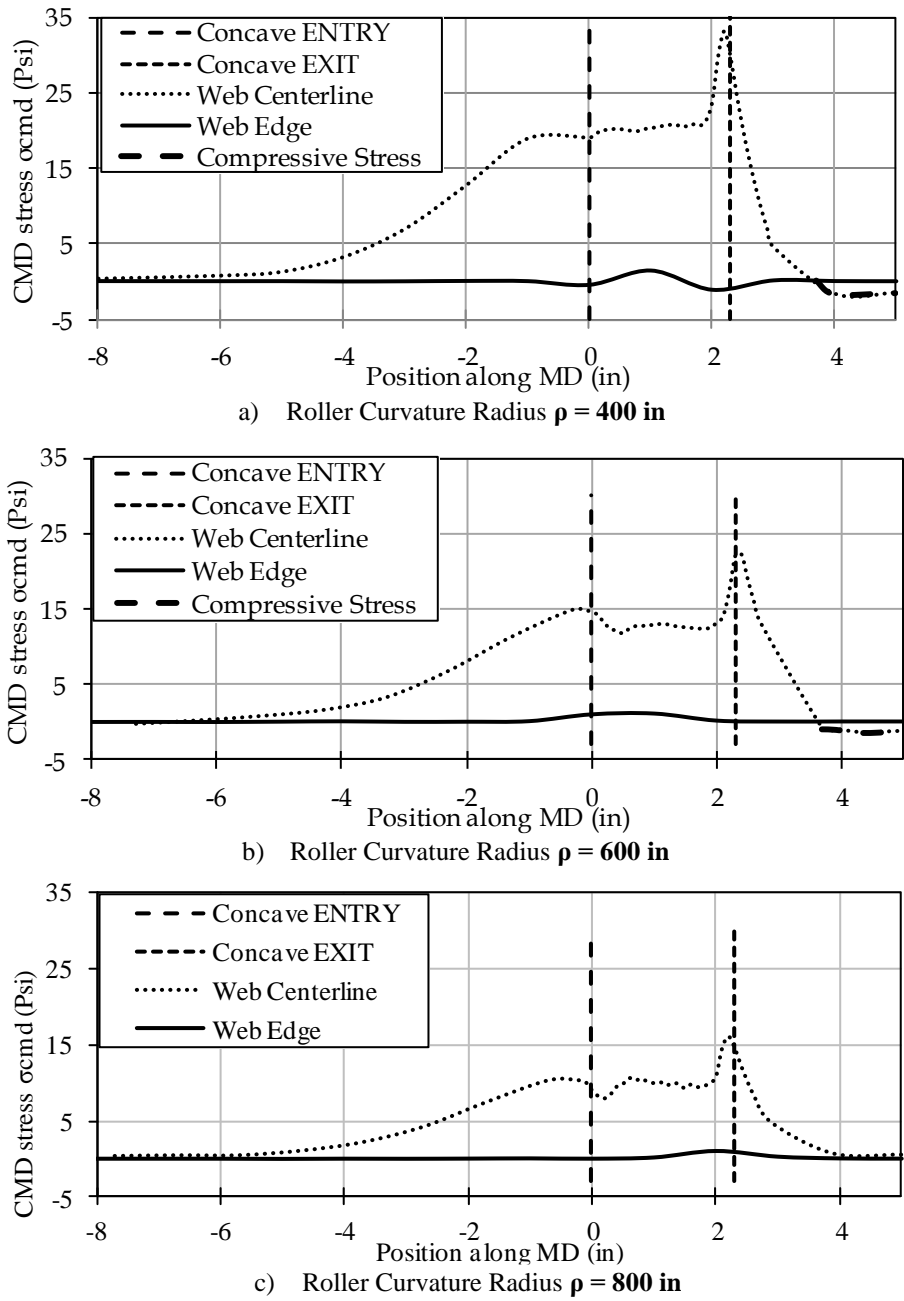 35
25
15
5
-5
CMD stress σcmd (Psi)
Concave ENTRY
Concave EXIT
Web Centerline
Web Edge
Compressive Stress
-8 -6 -4 -2 0 2 4
Position along MD (in)
a) Roller Curvature Radius ρ = 400 in
35
25
15
5
-5
CMD stress σcmd (Psi)
Concave ENTRY
Concave EXIT
Web Centerline
Web Edge
Compressive Stress
-8 -6 -4 -2 0 2 4
Position along MD (in)
b) Roller Curvature Radius ρ = 600 in
35
25
15
5
-5
CMD stress σcmd (Psi)
Concave ENTRY
Concave EXIT
Web Centerline
Web Edge
-8 -6 -4 -2 0 2 4
Position along MD (in)
c) Roller Curvature Radius ρ = 800 in